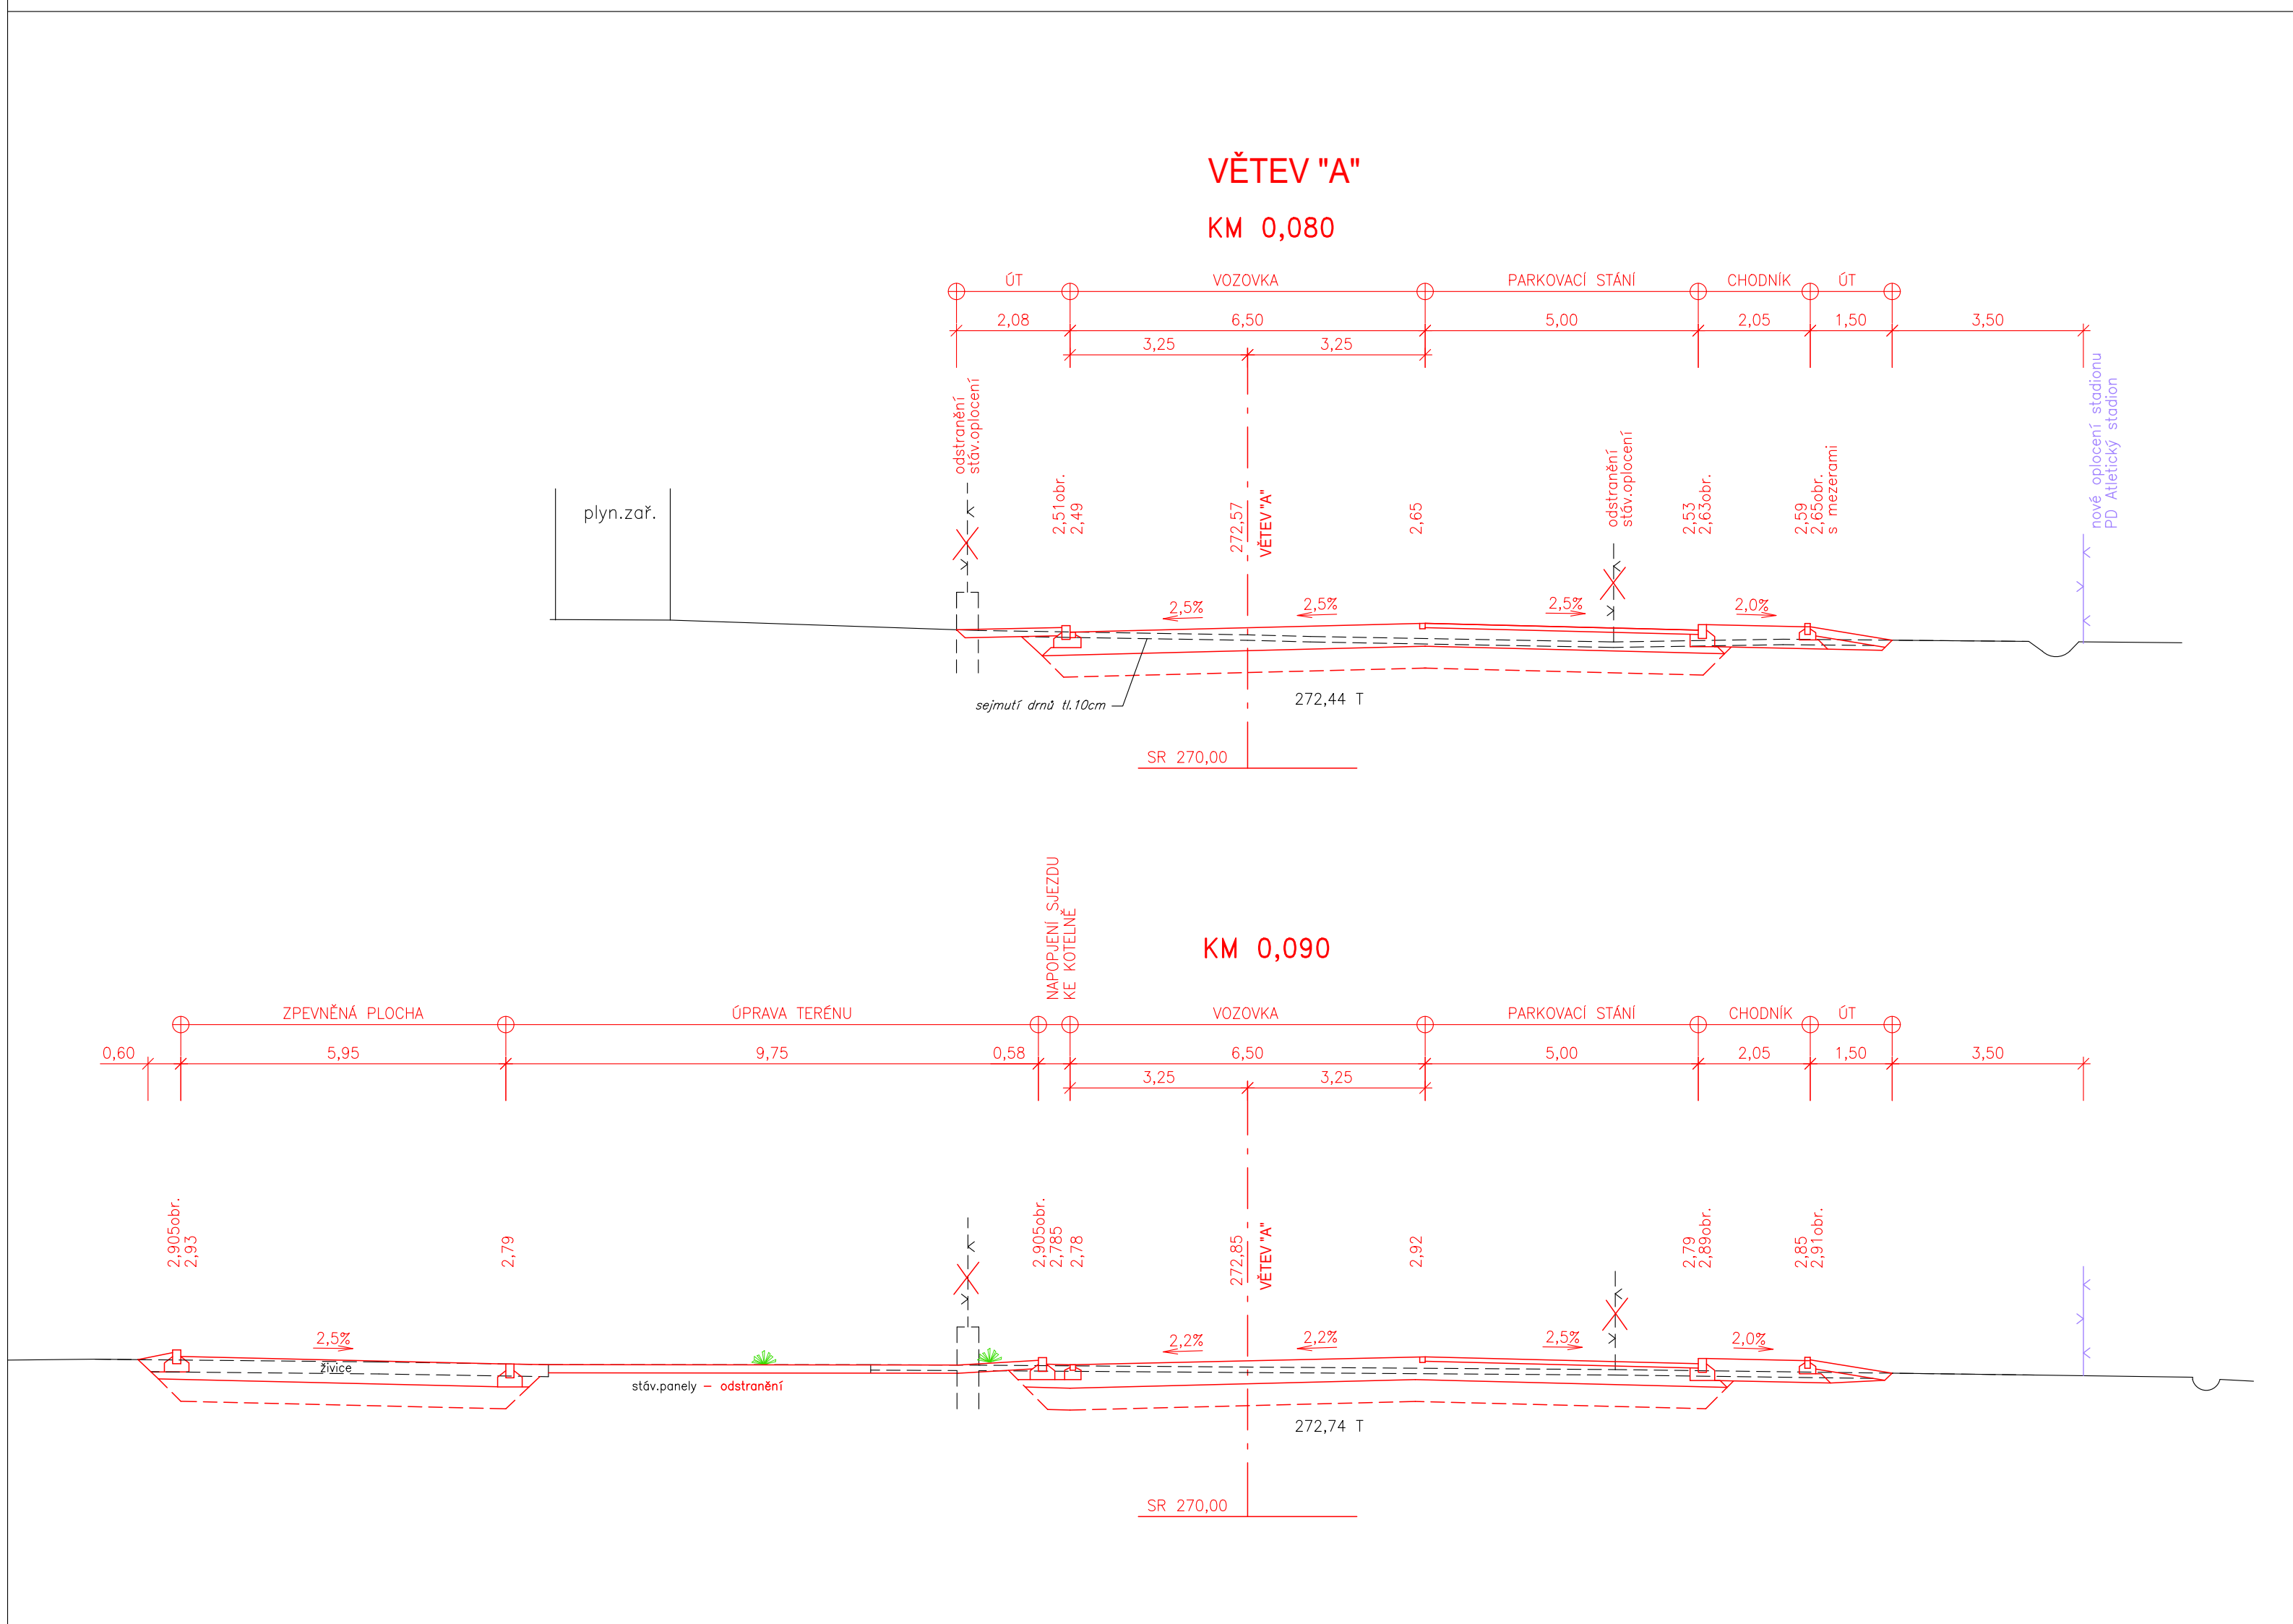 VĚTEV "A"
KM 0,080
ÚT VOZOVKA PARKOVACÍ STÁNÍ CHODNÍK ÚT
2,08 6,50 5,00 2,05 1,50 3,50
3,25 3,25
odstranění
stáv.oplocení
2,51obr.
2,49
272,57
VĚTEV"A"
2,65
odstranění
stáv.oplocení
2,53
2,63obr.
2,59
2,65obr.
s mezerami
nové oplocení stadionu
PD Atletický stadion
plyn.zař.
2,5% 2,5% 2,5% 2,0%
sejmutí drnů tl.10cm
272,44 T
SR 270,00
NAPOPJENÍ SJEZDU
KE KOTELNĚ
KM 0,090
ZPEVNĚNÁ PLOCHA ÚPRAVA TERÉNU VOZOVKA PARKOVACÍ STÁNÍ CHODNÍK ÚT
0,60 5,95 9,75 0,58 6,50 5,00 2,05 1,50 3,50
3,25 3,25
2,905obr.
2,93
2,79
2,905obr.
2,785
2,78
272,85
VĚTEV"A"
2,92
2,79
2,89obr.
2,85
2,91obr.
2,5% 2,2% 2,2% 2,5% 2,0%
živice
stáv.panely – odstranění
272,74 T
SR 270,00